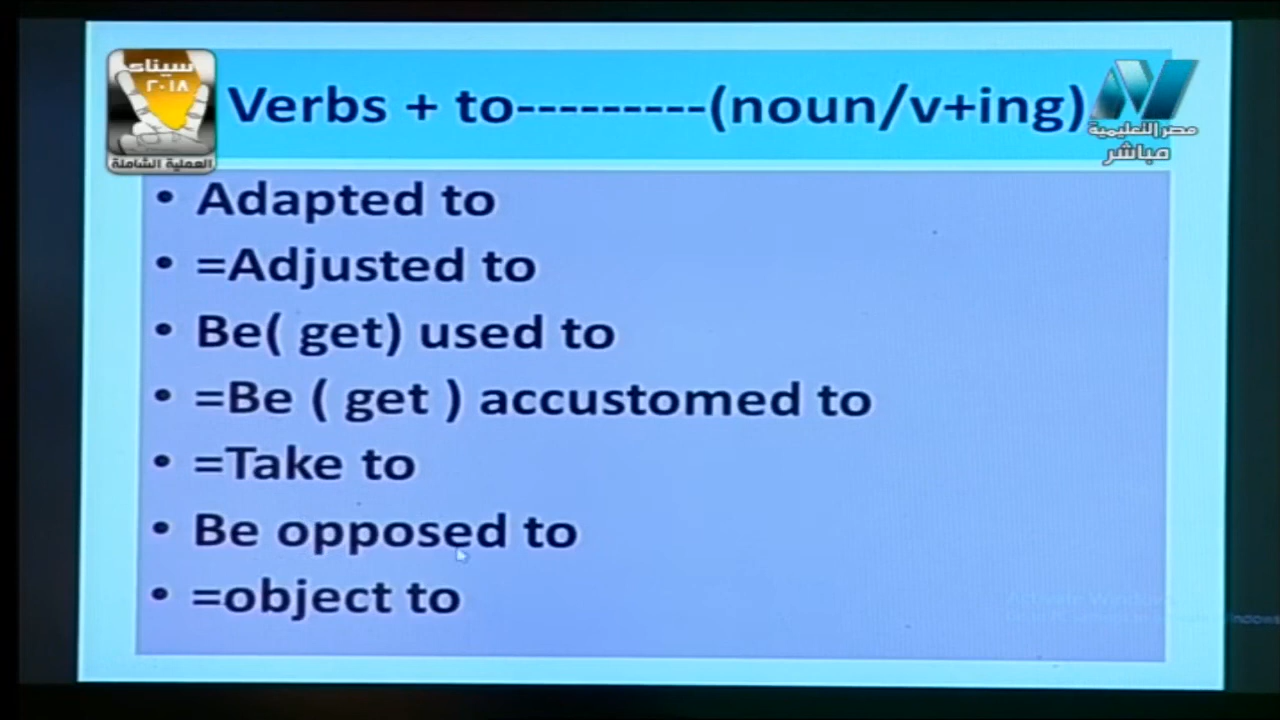 سيناء
٢٠١٨
العملية الشاملة
Verbs + to---------(noun/v+ing)
مصر التعليمية
مباشر
• Adapted to
• =Adjusted to
• Be( get) used to
• =Be ( get ) accustomed to
• =Take to
• Be opposed to
• =object to